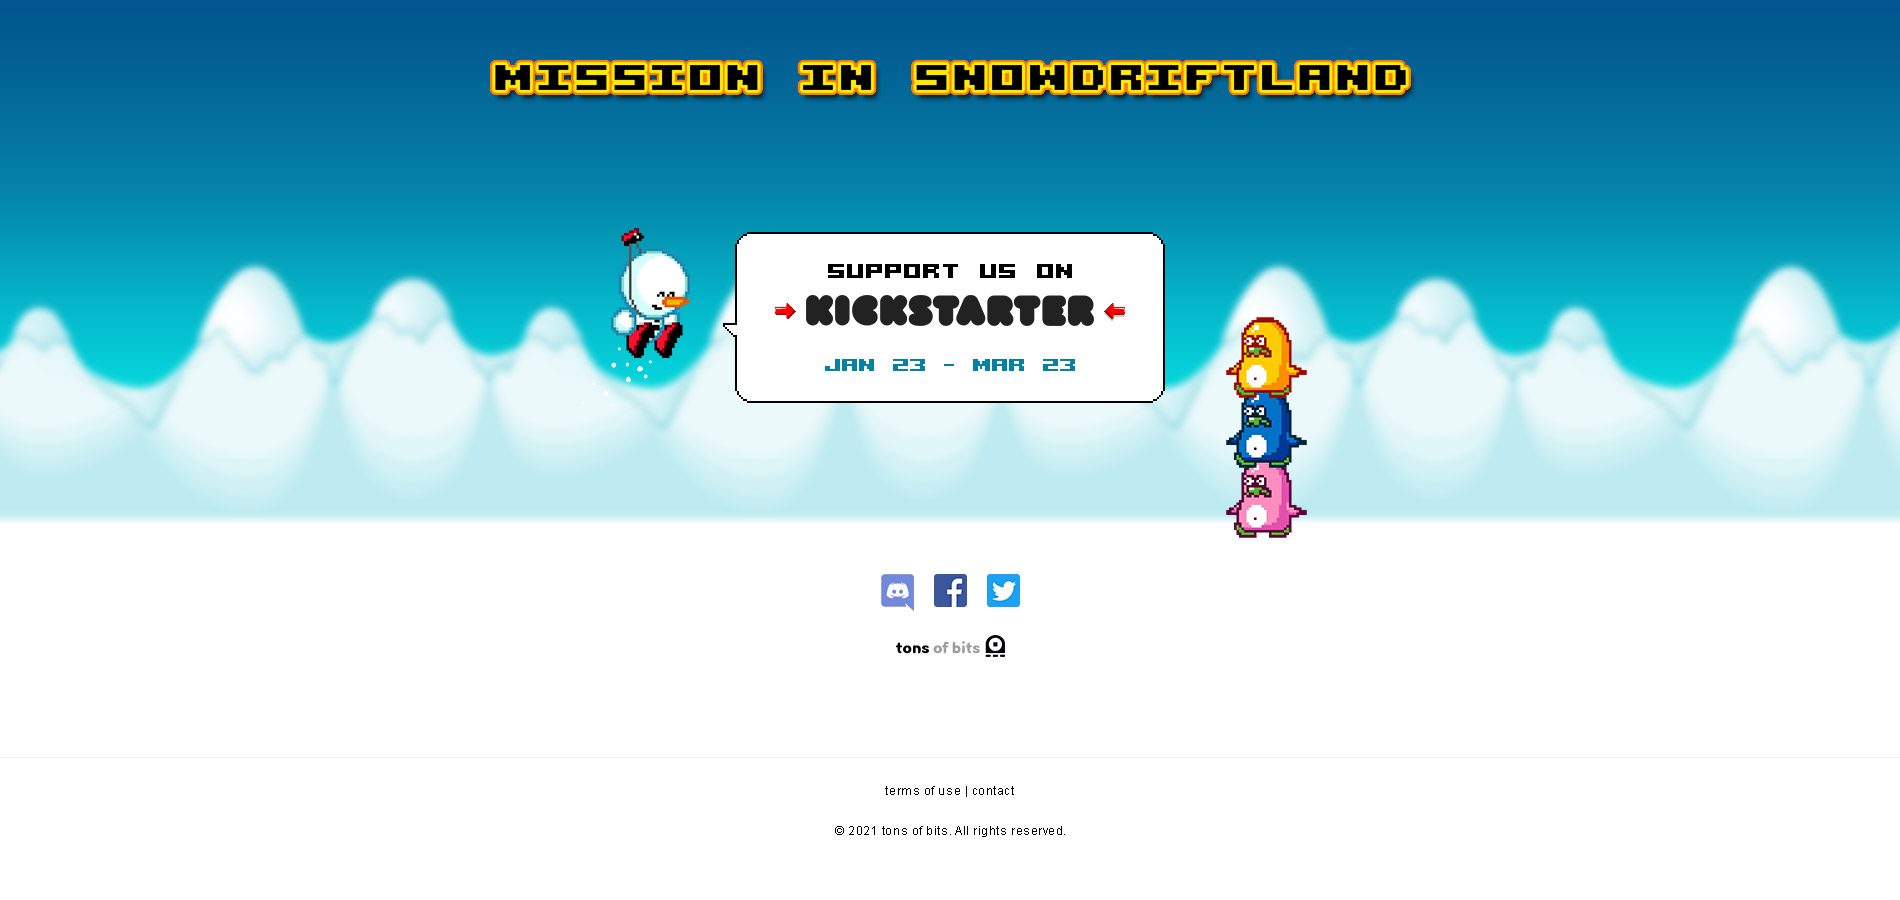 MISSION IN SNOWDRIFTLAND
SUPPORT US ON
KICKSTARTER
JAN 23 - MAR 23
tons of bits
terms of use | contact
© 2021 tons of bits. All rights reserved.